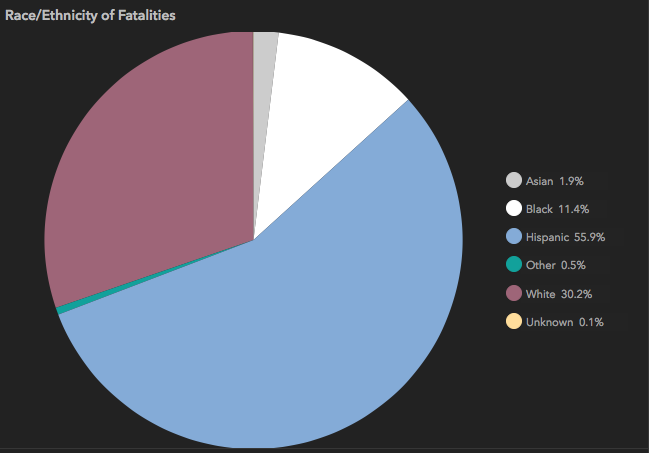 Race/Ethnicity of Fatalities
Asian 1.9%
Black 11.4%
Hispanic 55.9%
Other 0.5%
White 30.2%
Unknown 0.1%